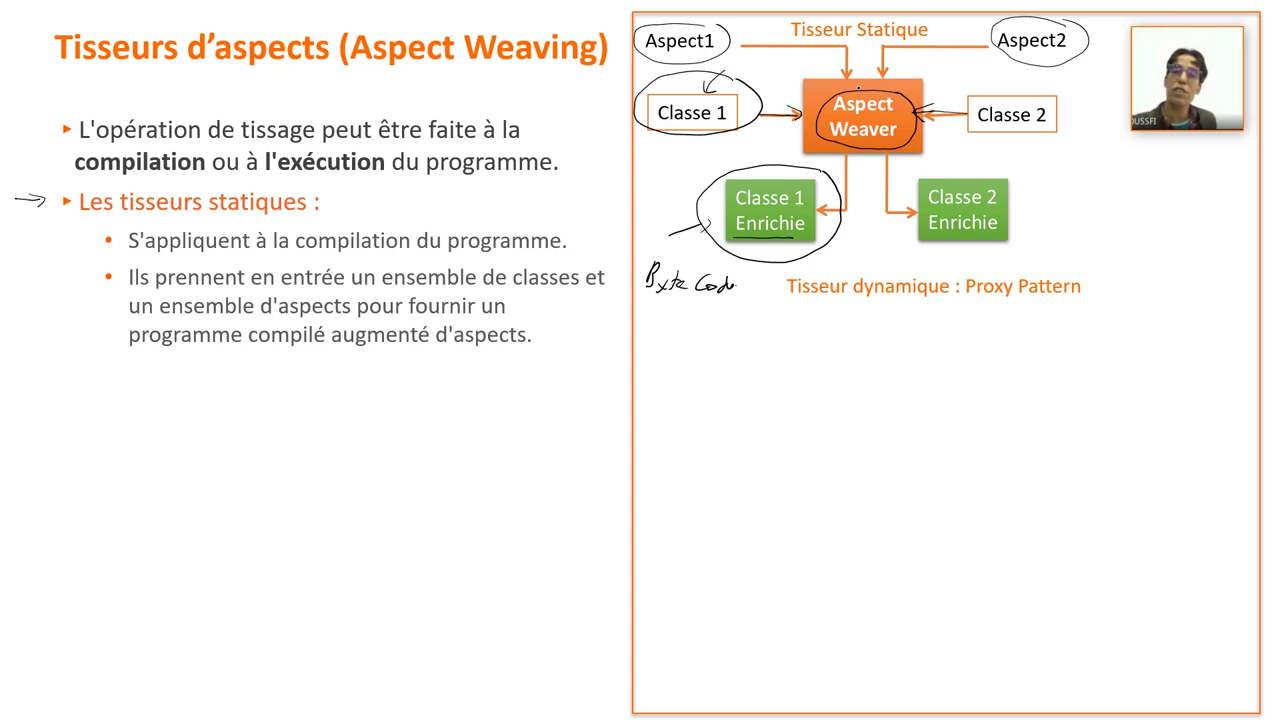 Tisseurs d'aspects (Aspect Weaving)
L'opération de tissage peut être faite à la
compilation ou à l'exécution du programme.
Les tisseurs statiques :
S'appliquent à la compilation du programme.
Ils prennent en entrée un ensemble de classes et
un ensemble d'aspects pour fournir un
programme compilé augmenté d'aspects.
Tisseur Statique
Aspect1
Aspect2
Classe 1
Aspect
Weaver
Classe 2
Classe 1
Enrichie
Classe 2
Enrichie
Byte Code
Tisseur dynamique : Proxy Pattern
OUSSFI